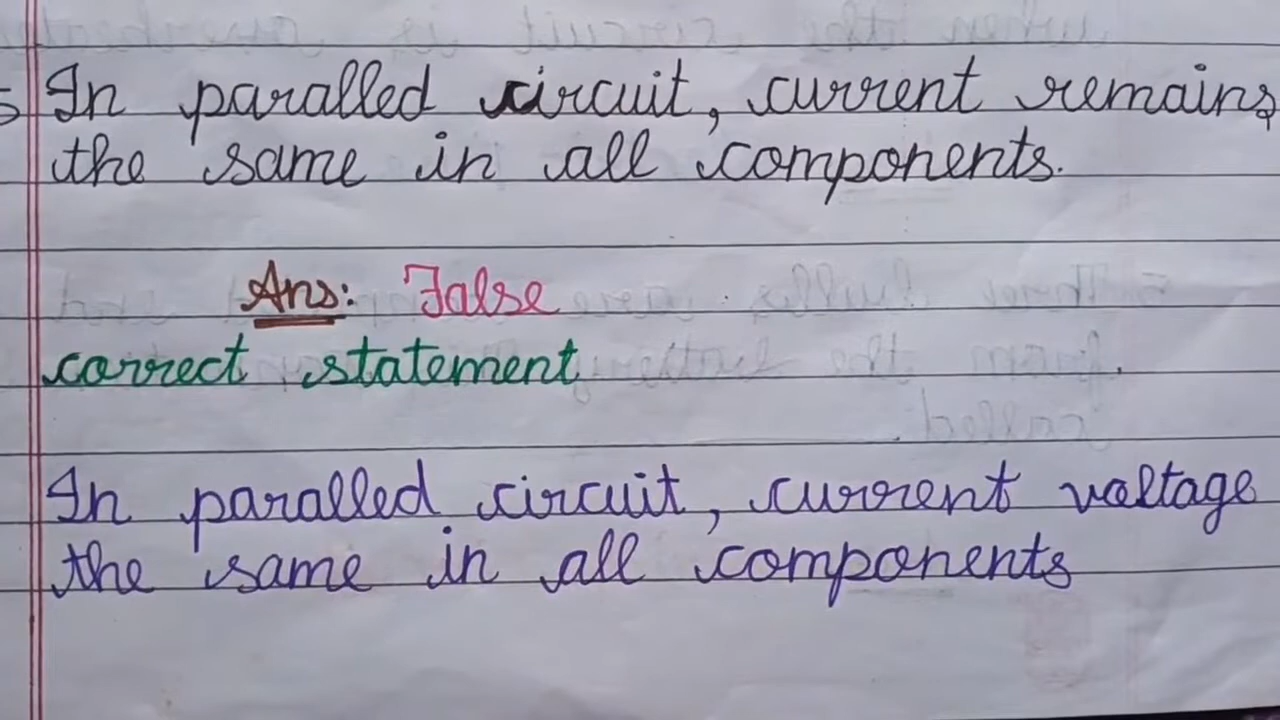 5 In paralled circuit, current remains
the same in all components.
Ans: False
correct statement
In paralled circuit, current voltage
the same in all components